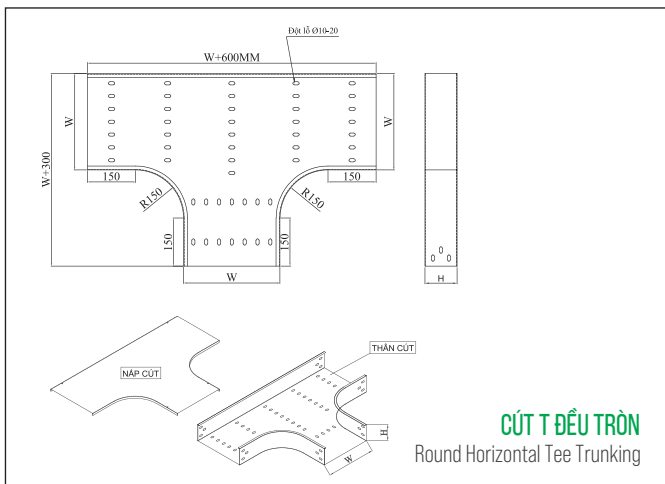 Đột lỗ Ø10-20
W+600MM
W
W
W+300
150
150
R150
R150
150
150
W
H
NẮP CÚT
THÂN CÚT
H
W
CÚT T ĐỀU TRÒN
Round Horizontal Tee Trunking